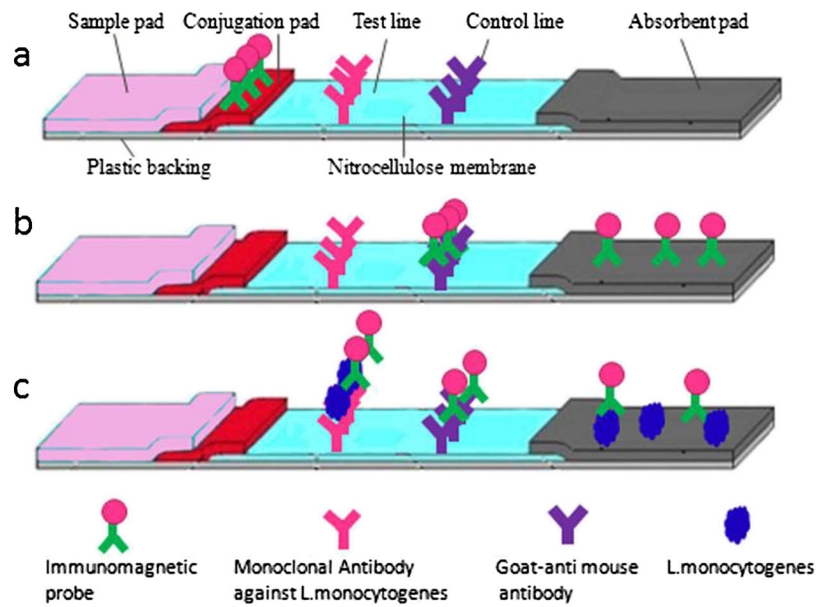 Sample pad Conjugation pad Test line Control line Absorbent pad
a
Plastic backing Nitrocellulose membrane
b
c
Immunomagnetic probe
Monoclonal Antibody against L.monocytogenes
Goat-anti mouse antibody
L.monocytogenes